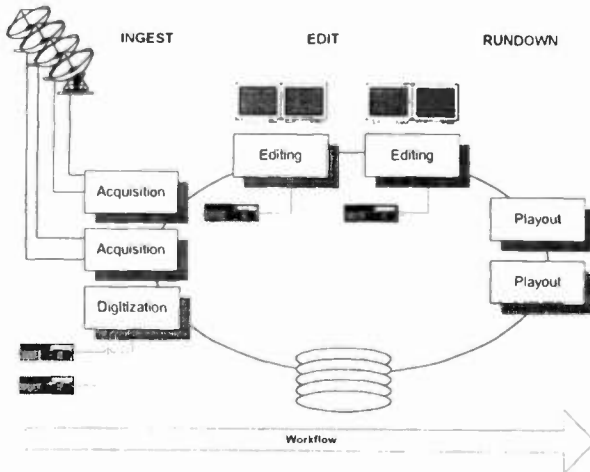 INGEST
EDIT
RUNDOWN
Editing
Editing
Acquisition
Acquisition
Digitization
Playout
Playout
Workflow